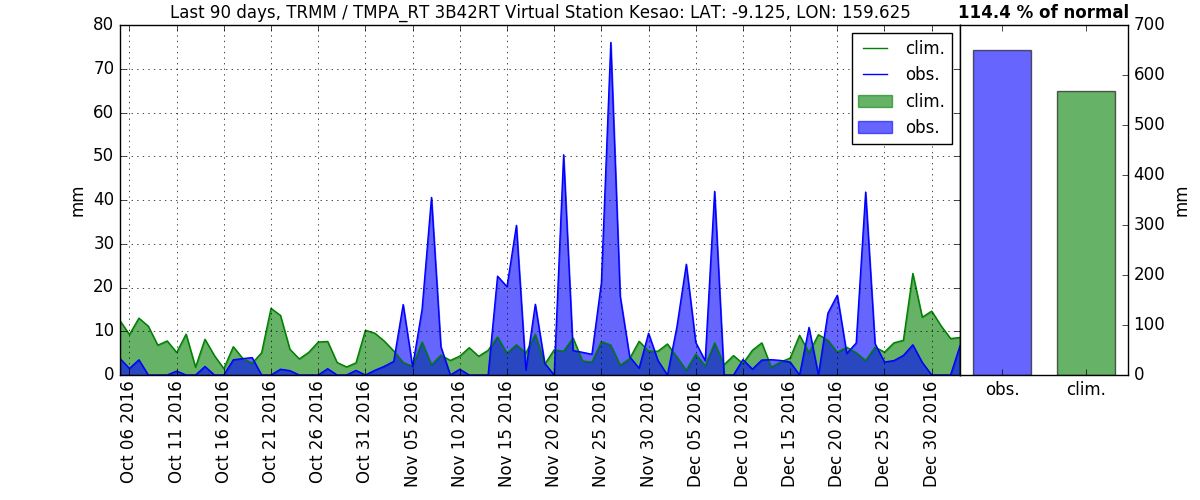 Last 90 days, TRMM / TMPA_RT 3B42RT Virtual Station Kesao: LAT: -9.125, LON: 159.625
114.4 % of normal
80
70
60
50
40
30
20
10
0
mm
clim.
obs.
clim.
obs.
700
600
500
400
300
200
100
0
mm
obs.
clim.
Oct 06 2016
Oct 11 2016
Oct 16 2016
Oct 21 2016
Oct 26 2016
Oct 31 2016
Nov 05 2016
Nov 10 2016
Nov 15 2016
Nov 20 2016
Nov 25 2016
Nov 30 2016
Dec 05 2016
Dec 10 2016
Dec 15 2016
Dec 20 2016
Dec 25 2016
Dec 30 2016